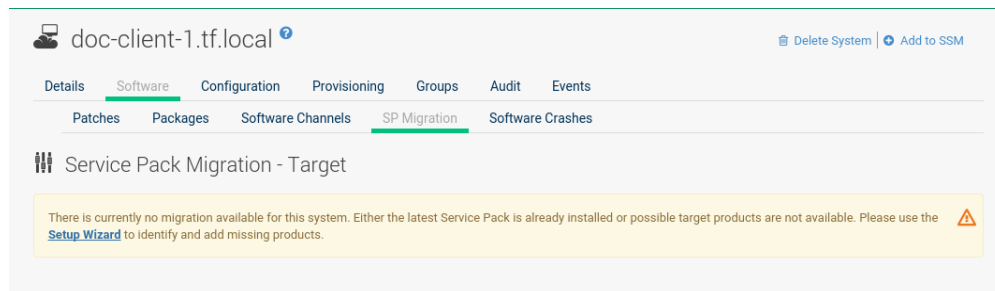 doc-client-1.tf.local ?
Delete System | Add to SSM
Details Software Configuration Provisioning Groups Audit Events
Patches Packages Software Channels SP Migration Software Crashes
Service Pack Migration - Target
There is currently no migration available for this system. Either the latest Service Pack is already installed or possible target products are not available. Please use the
Setup Wizard to identify and add missing products.